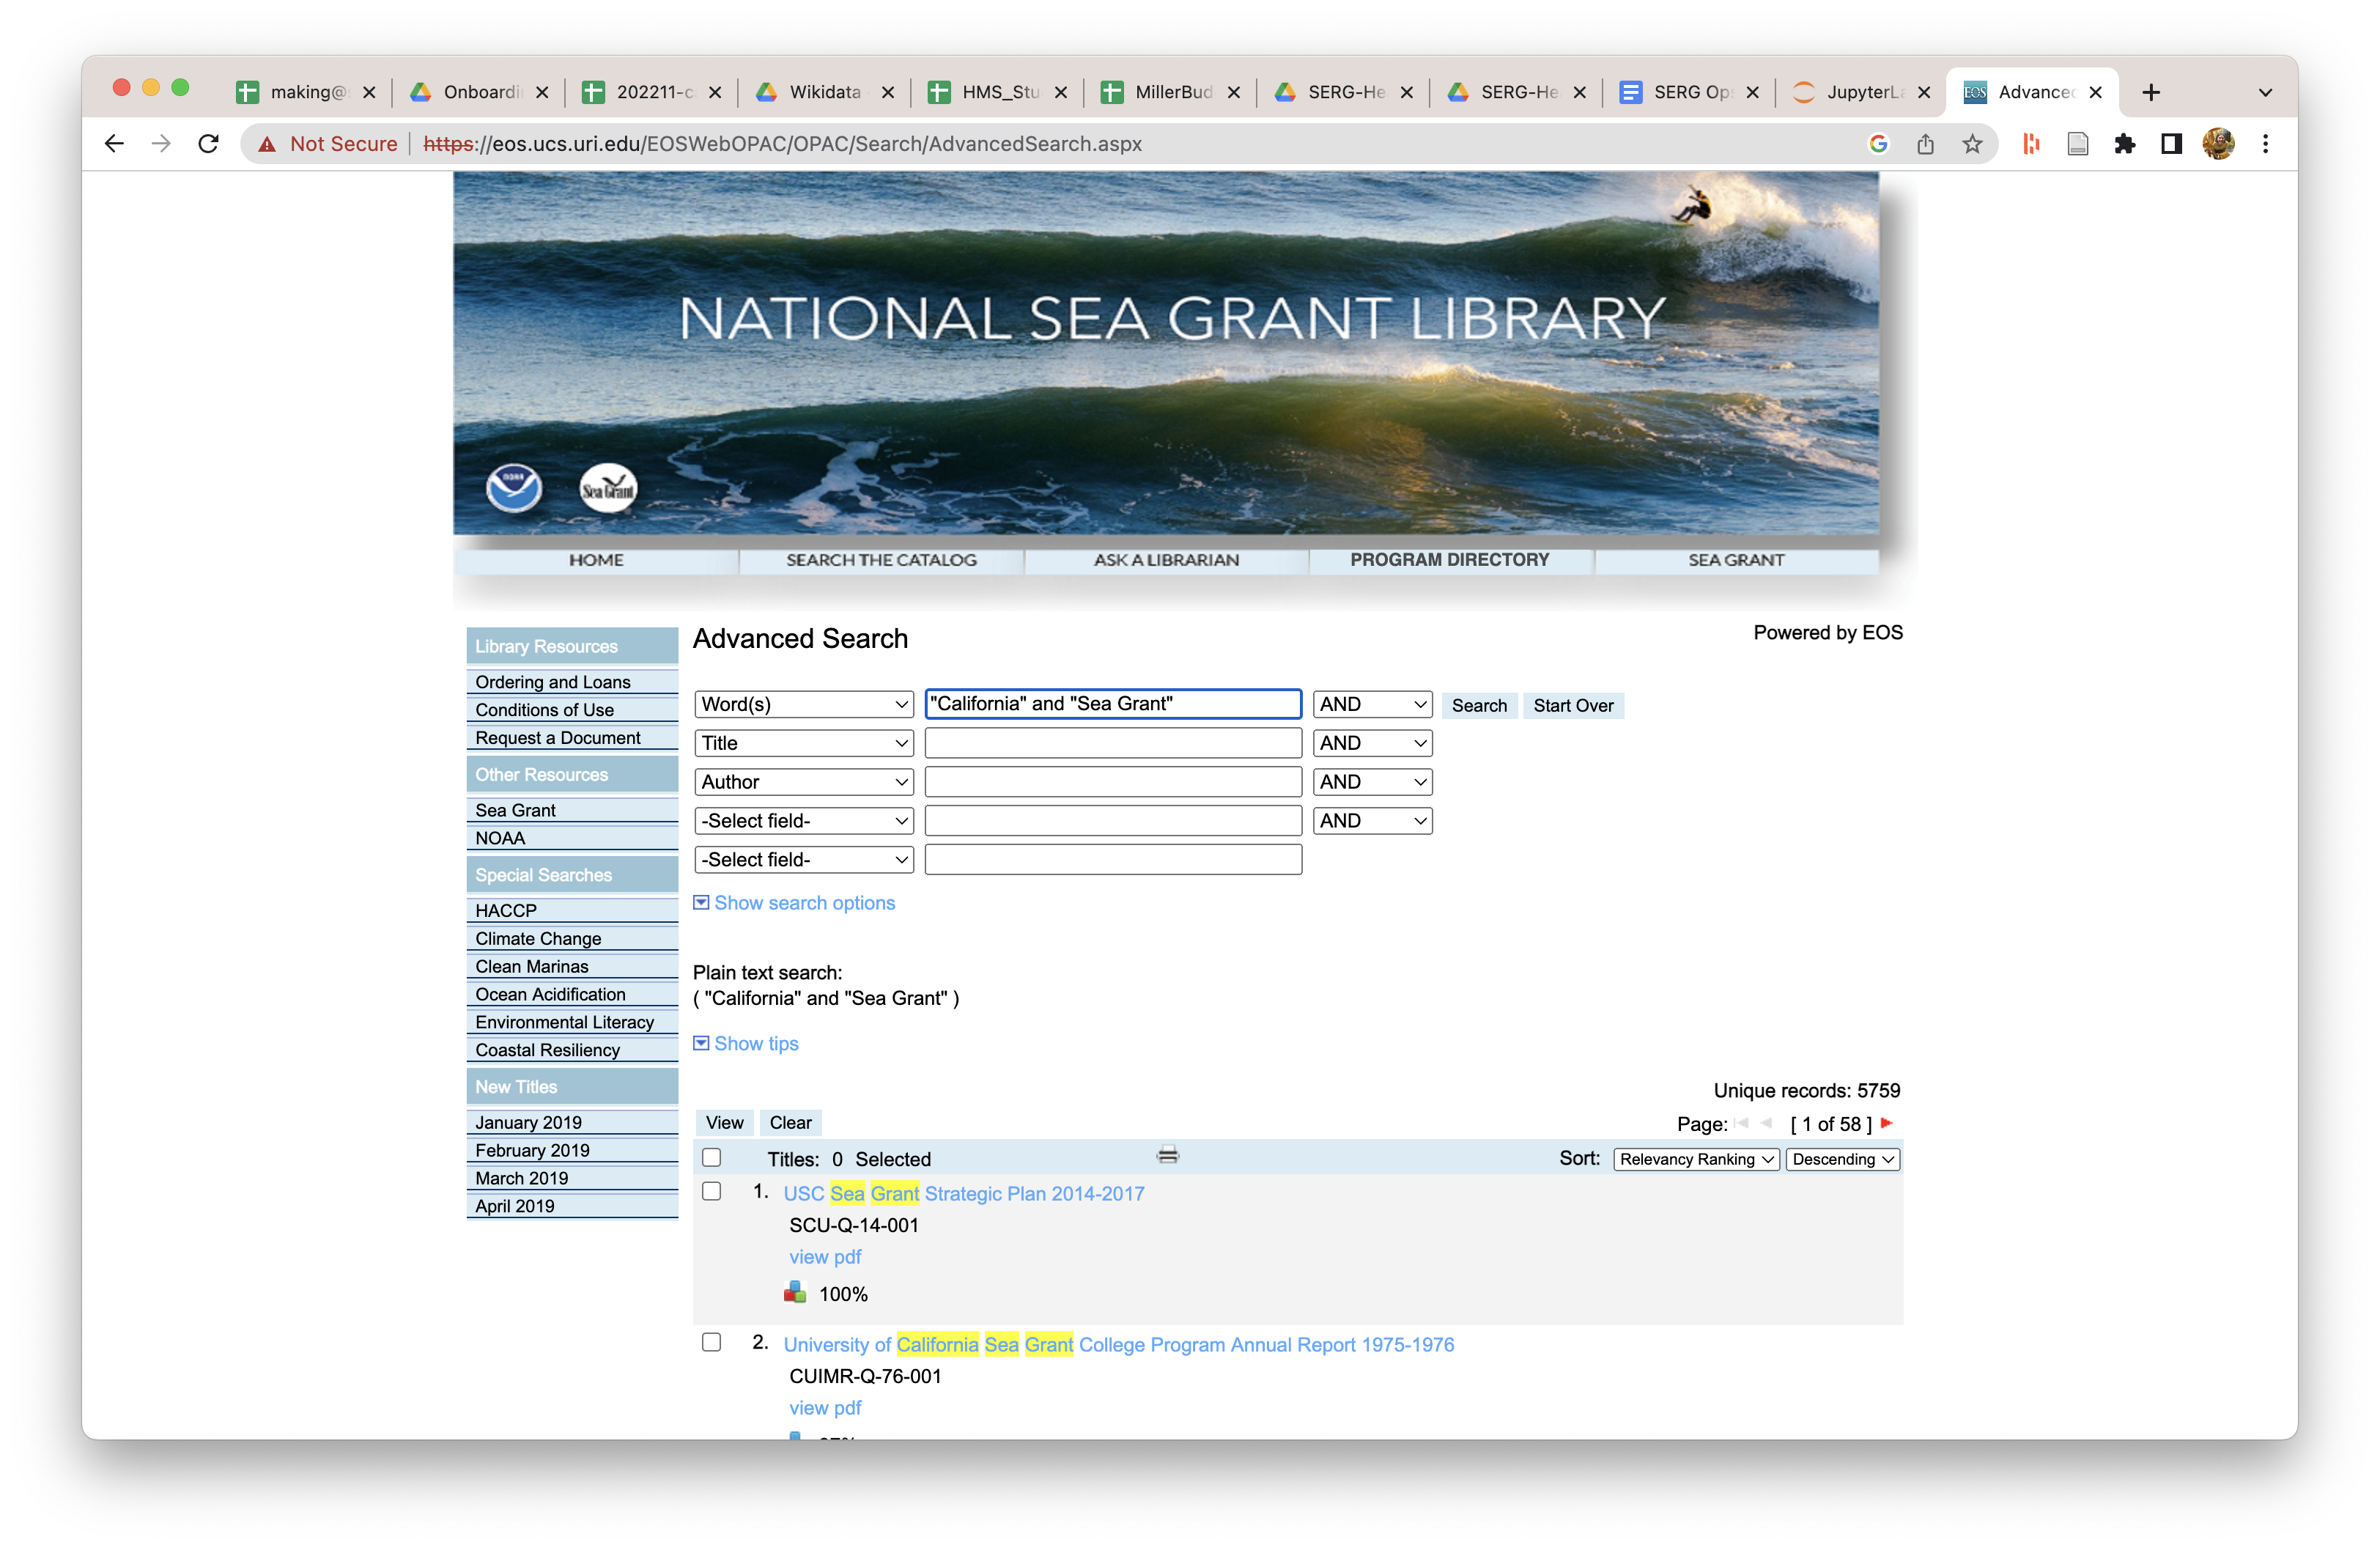 making@
Onboardi
202211-c
Wikidata
HMS_Stu
MillerBud
SERG-He
SERG-He
SERG Op
JupyterLa
EOS Advanced
Not Secure https://eos.ucs.uri.edu/EOSWebOPAC/OPAC/Search/AdvancedSearch.aspx
NATIONAL SEA GRANT LIBRARY
NOAA
Sea Grant
HOME SEARCH THE CATALOG ASK A LIBRARIAN PROGRAM DIRECTORY SEA GRANT
Library Resources
Ordering and Loans
Conditions of Use
Request a Document
Other Resources
Sea Grant
NOAA
Special Searches
HACCP
Climate Change
Clean Marinas
Ocean Acidification
Environmental Literacy
Coastal Resiliency
New Titles
January 2019
February 2019
March 2019
April 2019
Advanced Search
Powered by EOS
Word(s) "California" and "Sea Grant" AND Search Start Over
Title AND
Author AND
-Select field- AND
-Select field-
Show search options
Plain text search:
( "California" and "Sea Grant" )
Show tips
Unique records: 5759
View Clear Page: [ 1 of 58 ]
Titles: 0 Selected Sort: Relevancy Ranking Descending
1. USC Sea Grant Strategic Plan 2014-2017
SCU-Q-14-001
view pdf
100%
2. University of California Sea Grant College Program Annual Report 1975-1976
CUIMR-Q-76-001
view pdf